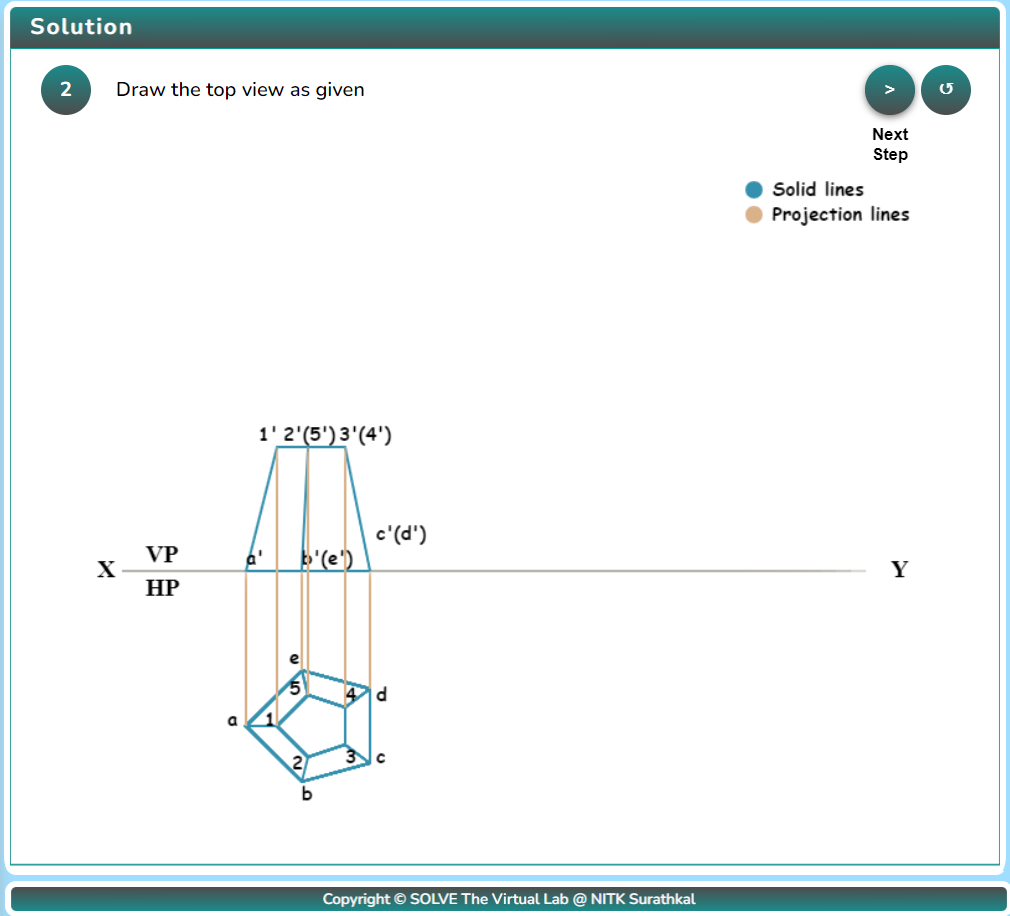 Solution
2
Draw the top view as given
>
↺
Next
Step
Solid lines
Projection lines
1' 2'(5') 3'(4')
c'(d')
a' b'(e')
VP
X Y
HP
e
5 4 d
a 1
2 3 c
b
Copyright © SOLVE The Virtual Lab @ NITK Surathkal